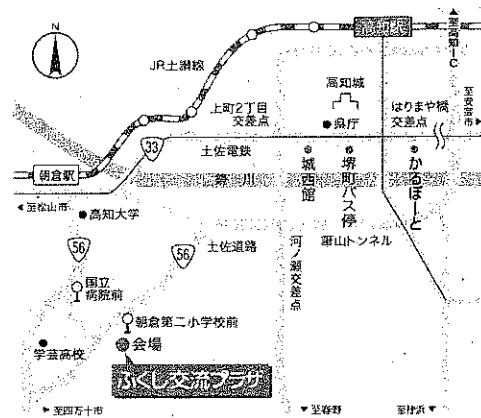 高知駅
至高知IC
JR土讃線
高知城
県庁
上町2丁目
交差点
はりまや橋
交差点
至安芸市
33
土佐電鉄
朝倉駅
鏡川
城西館
堺町バス停
かるぽーと
至松山市
高知大学
56
土佐道路
56
筆山トンネル
河ノ瀬交差点
国立
病院前
朝倉第二小学校前
学芸高校
会場
ふくし交流プラザ
至四万十市
至春野